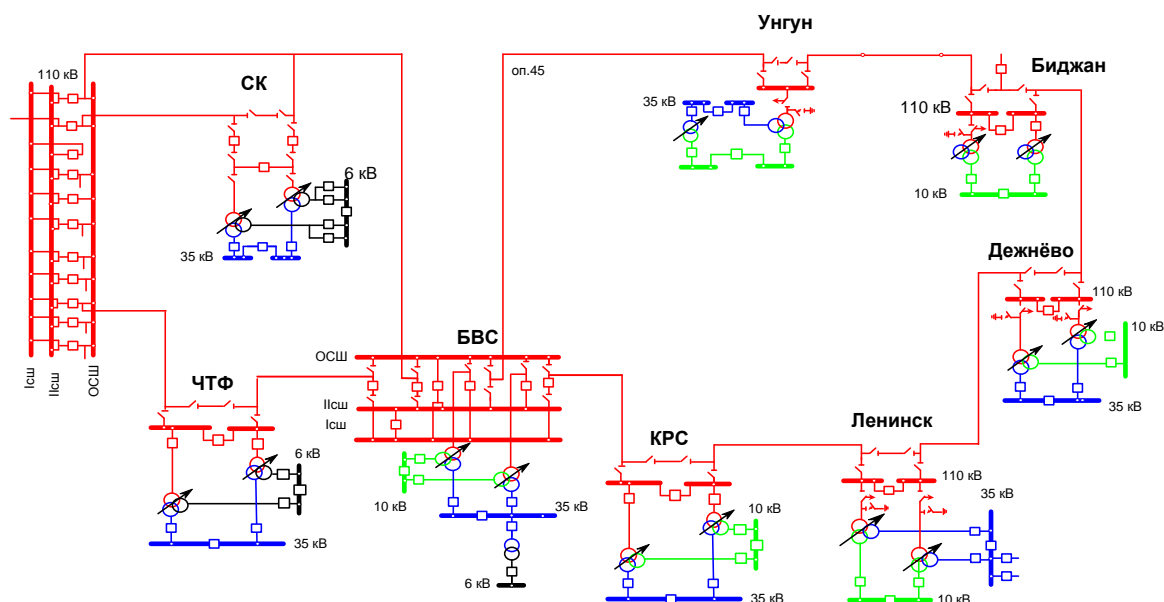 Унгун
110 кВ
СК
оп.45
35 кВ
Биджан
110 кВ
6 кВ
10 кВ
35 кВ
Дежнёво
110 кВ
10 кВ
БВС
ОСШ
Iсш
IIсш
ОСШ
ЧТФ
IIсш
Iсш
35 кВ
КРС
Ленинск
6 кВ
110 кВ
35 кВ
10 кВ
35 кВ
10 кВ
35 кВ
6 кВ
35 кВ
10 кВ